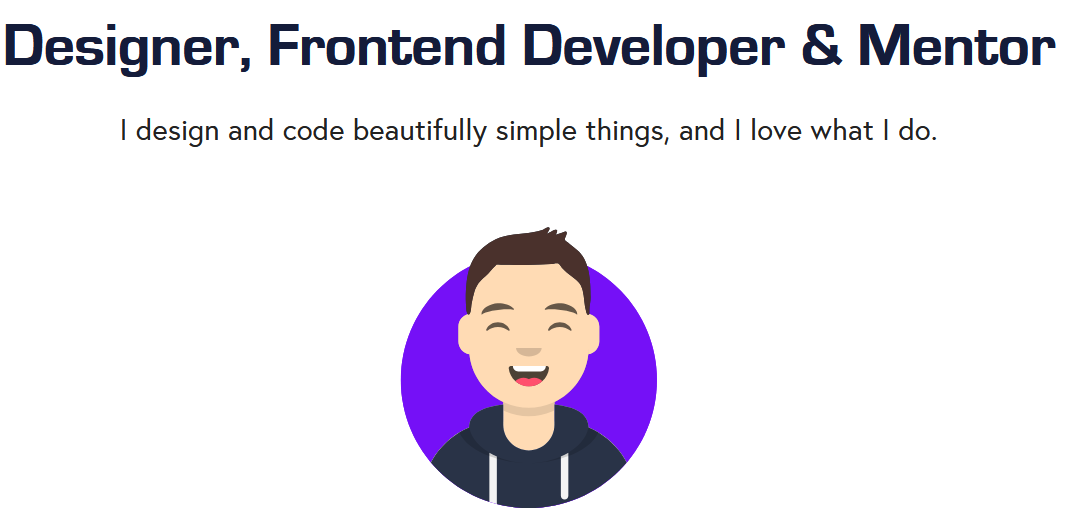 Designer, Frontend Developer & Mentor
I design and code beautifully simple things, and I love what I do.